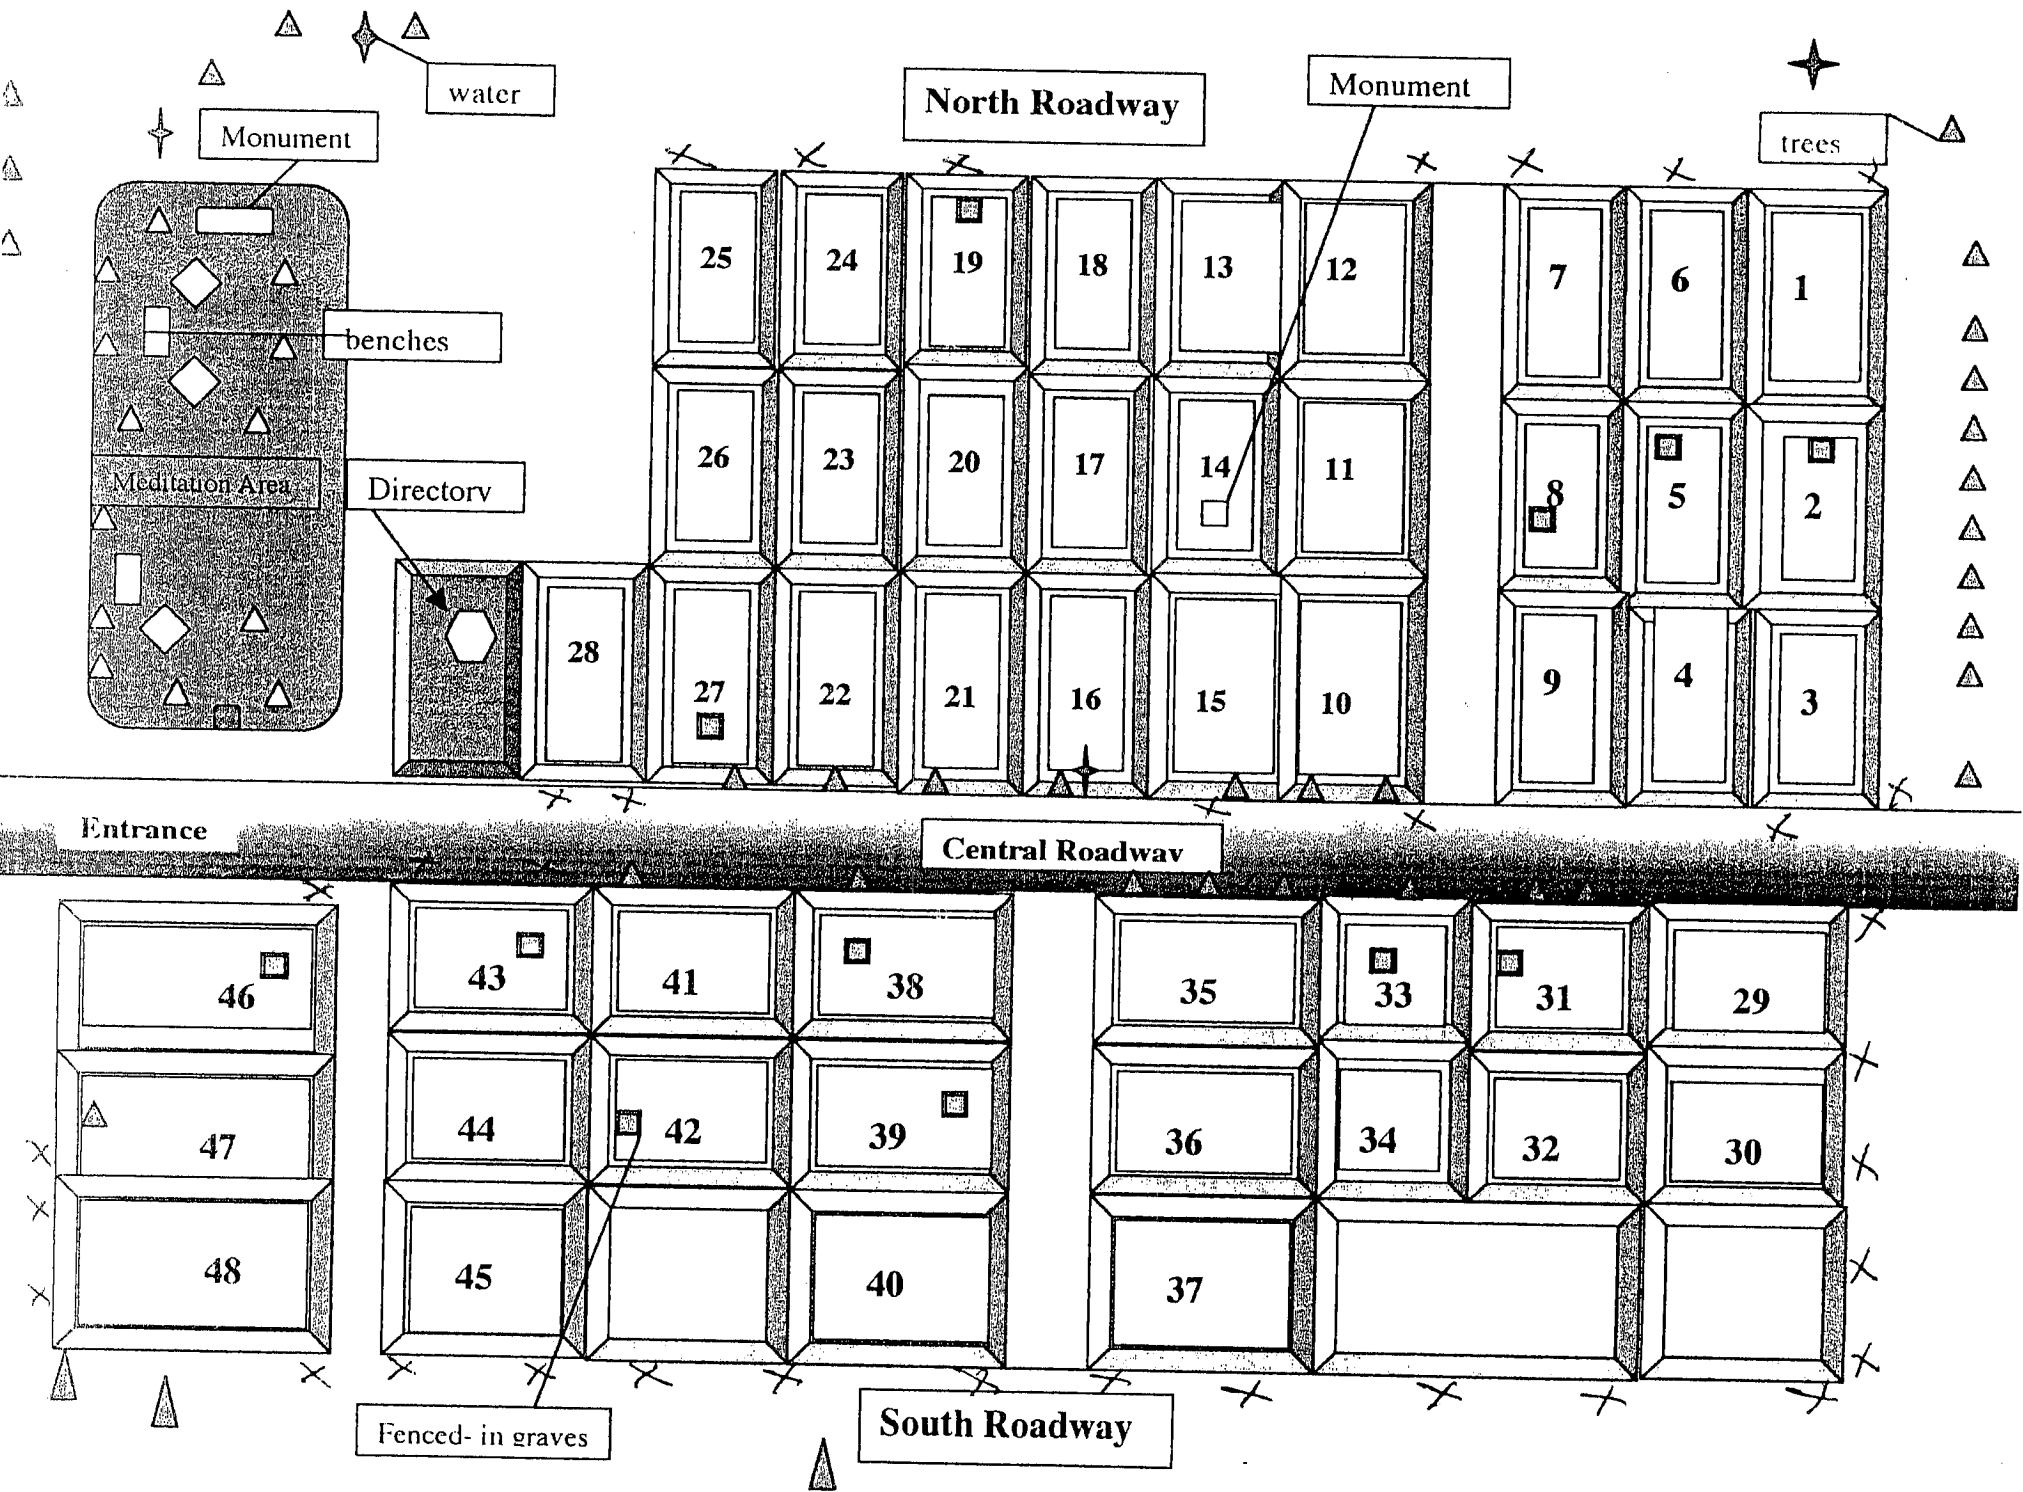 water
North Roadway
Monument
trees
Monument
25 24 19 18 13 12 7 6 1
benches
26 23 20 17 14 11 8 5 2
Meditation Area
Directory
28 27 22 21 16 15 10 9 4 3
Entrance
Central Roadway
46 43 41 38 35 33 31 29
47 44 42 39 36 34 32 30
48 45 40 37
Fenced- in graves
South Roadway